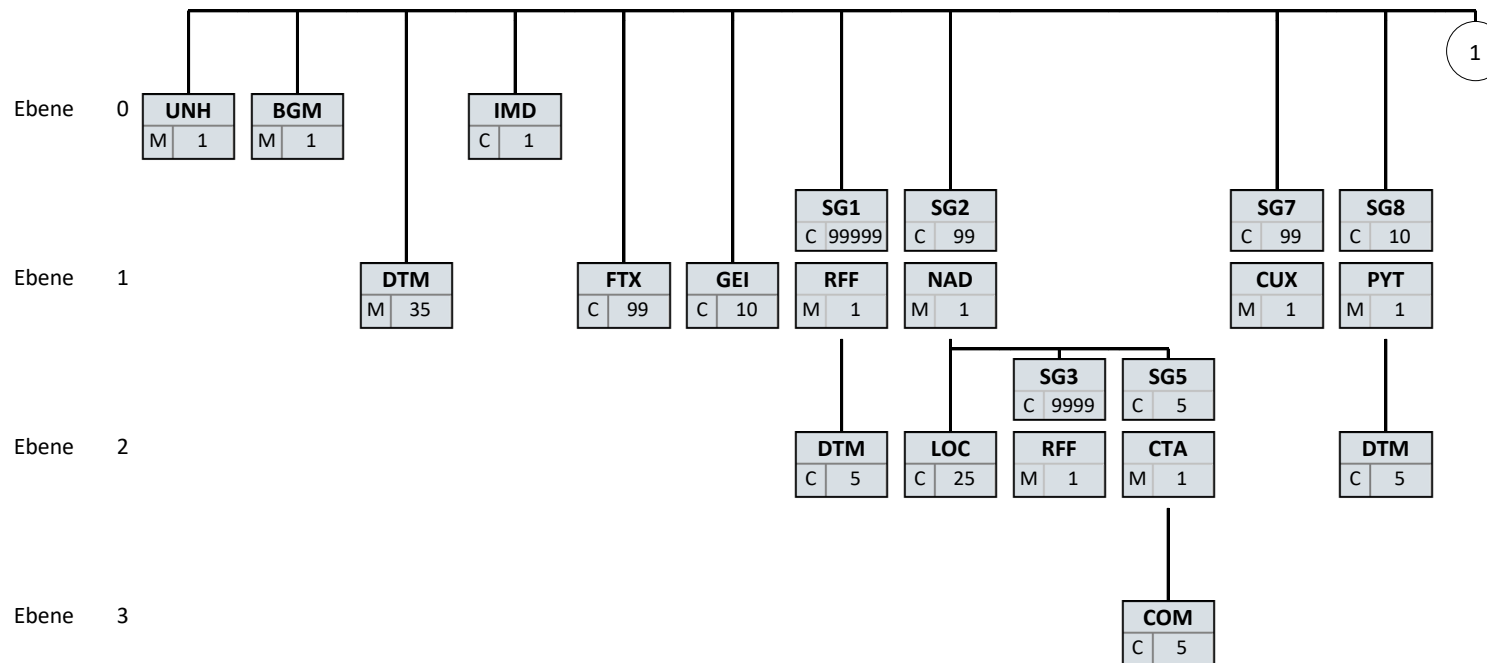 1
Ebene 0 UNH BGM IMD
M 1 M 1 C 1
SG1 SG2 SG7 SG8
C 99999 C 99 C 99 C 10
Ebene 1 DTM FTX GEI RFF NAD CUX PYT
M 35 C 99 C 10 M 1 M 1 M 1 M 1
SG3 SG5
C 9999 C 5
Ebene 2 DTM LOC RFF CTA DTM
C 5 C 25 M 1 M 1 C 5
Ebene 3 COM
C 5